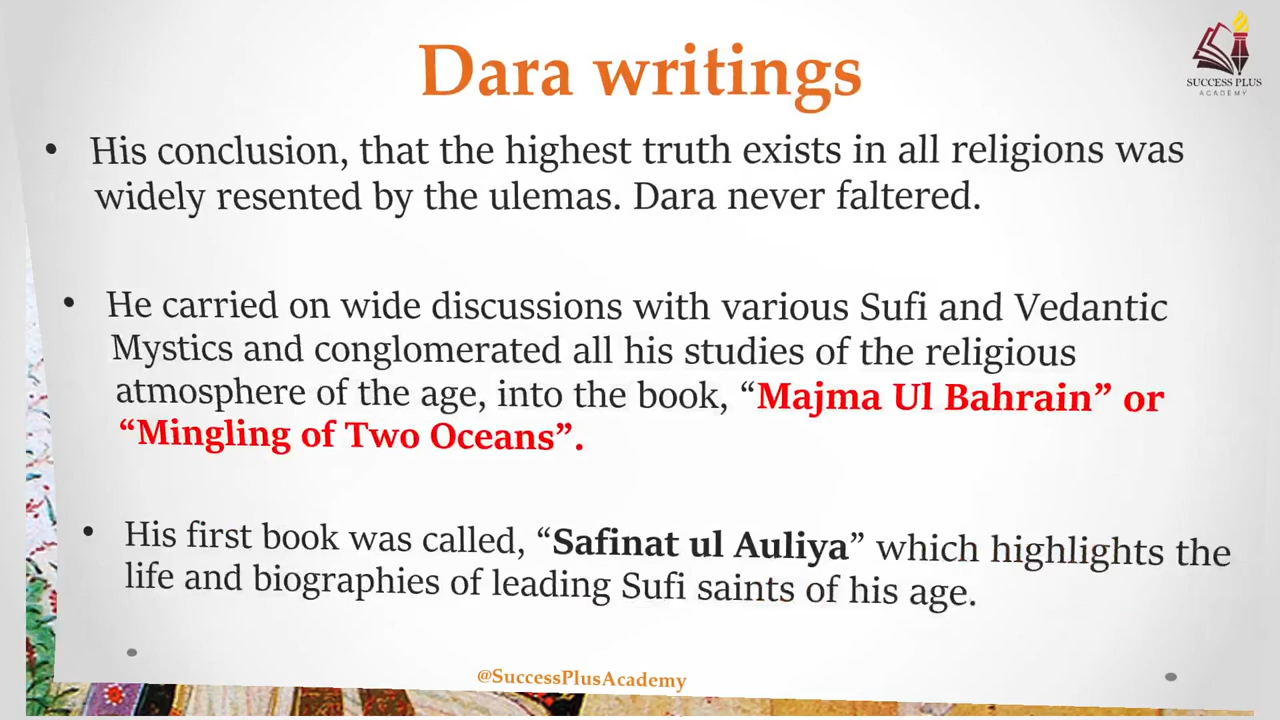 Dara writings
SUCCESS PLUS
ACADEMY
• His conclusion, that the highest truth exists in all religions was
widely resented by the ulemas. Dara never faltered.
• He carried on wide discussions with various Sufi and Vedantic
Mystics and conglomerated all his studies of the religious
atmosphere of the age, into the book, “Majma Ul Bahrain” or
“Mingling of Two Oceans”.
• His first book was called, “Safinat ul Auliya” which highlights the
life and biographies of leading Sufi saints of his age.
@SuccessPlusAcademy